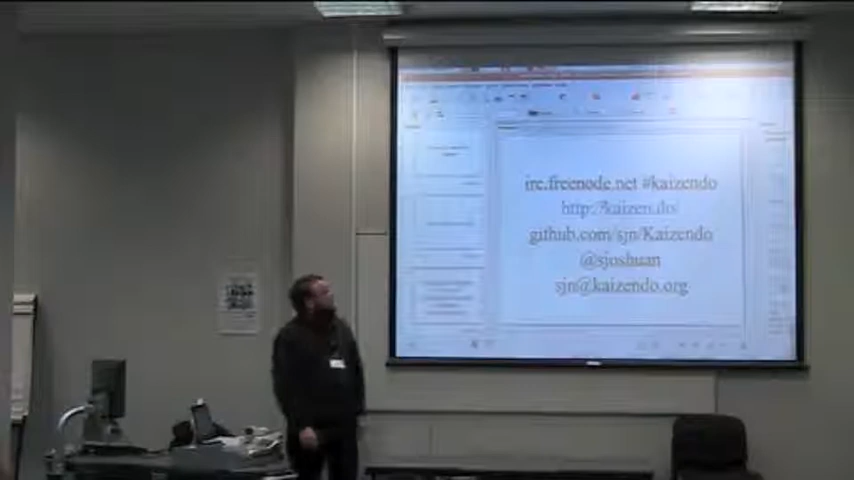 irc.freenode.net #kaizendo
http://kaizen.do/
github.com/sjn/Kaizendo
@sjoshuan
sjn@kaizendo.org